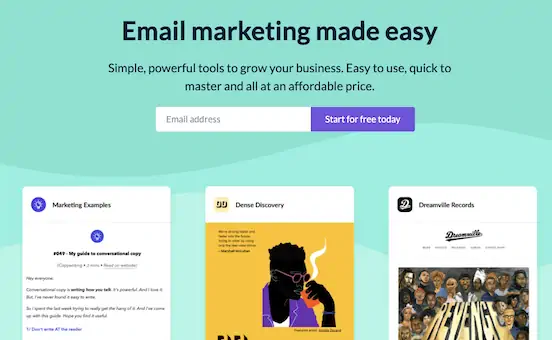 Email marketing made easy
Simple, powerful tools to grow your business. Easy to use, quick to
master and all at an affordable price.
Email address
Start for free today
Marketing Examples
#049 - My guide to conversational copy
(Copywriting • 2 mins • Read on website)
Hey everyone,
Conversational copy is writing how you talk. It's powerful. And I love it.
But, I've never found it easy to write.
So I spent the last week trying to really get the hang of it. And I've come
up with this guide. Hope you find it useful.
1/ Don't write AT the reader
Dense Discovery
Dreamville Records
Dreamville
REVENGE